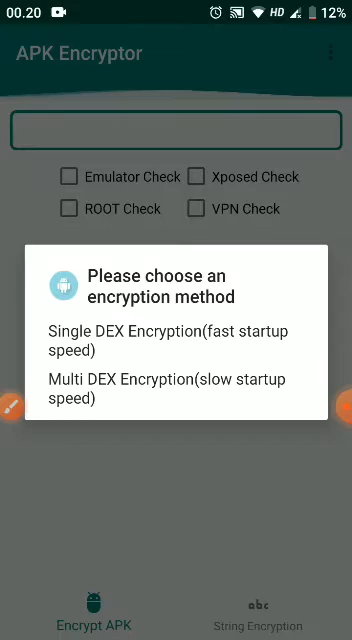 00.20 HD 12%
APK Encryptor
Emulator Check Xposed Check
ROOT Check VPN Check
Please choose an
encryption method
Single DEX Encryption(fast startup
speed)
Multi DEX Encryption(slow startup
speed)
abc
Encrypt APK String Encryption